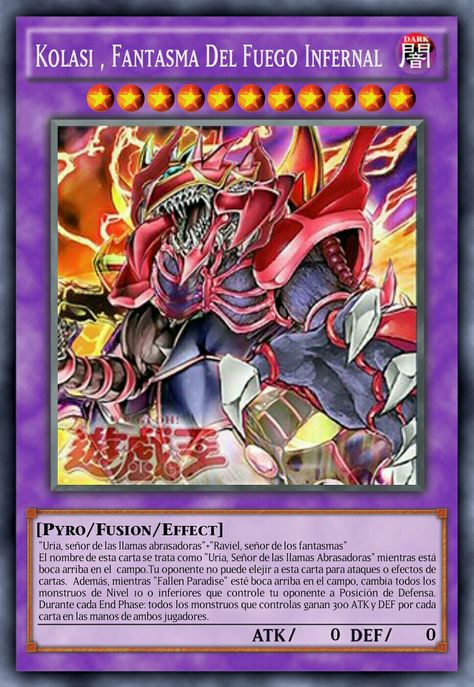 Kolasi , Fantasma Del Fuego Infernal
DARK
闇
OH!
遊戯王
[Pyro/Fusion/Effect]
"Uria, señor de las llamas abrasadoras"+"Raviel, señor de los fantasmas"
El nombre de esta carta se trata como "Uria, Señor de las llamas Abrasadoras" mientras está
boca arriba en el campo.Tu oponente no puede elejir a esta carta para ataques o efectos de
cartas. Además, mientras "Fallen Paradise" esté boca arriba en el campo, cambia todos los
monstruos de Nivel 10 o inferiores que controle tu oponente a Posición de Defensa.
Durante cada End Phase: todos los monstruos que controlas ganan 300 ATK y DEF por cada
carta en las manos de ambos jugadores.
ATK/ 0 DEF/ 0